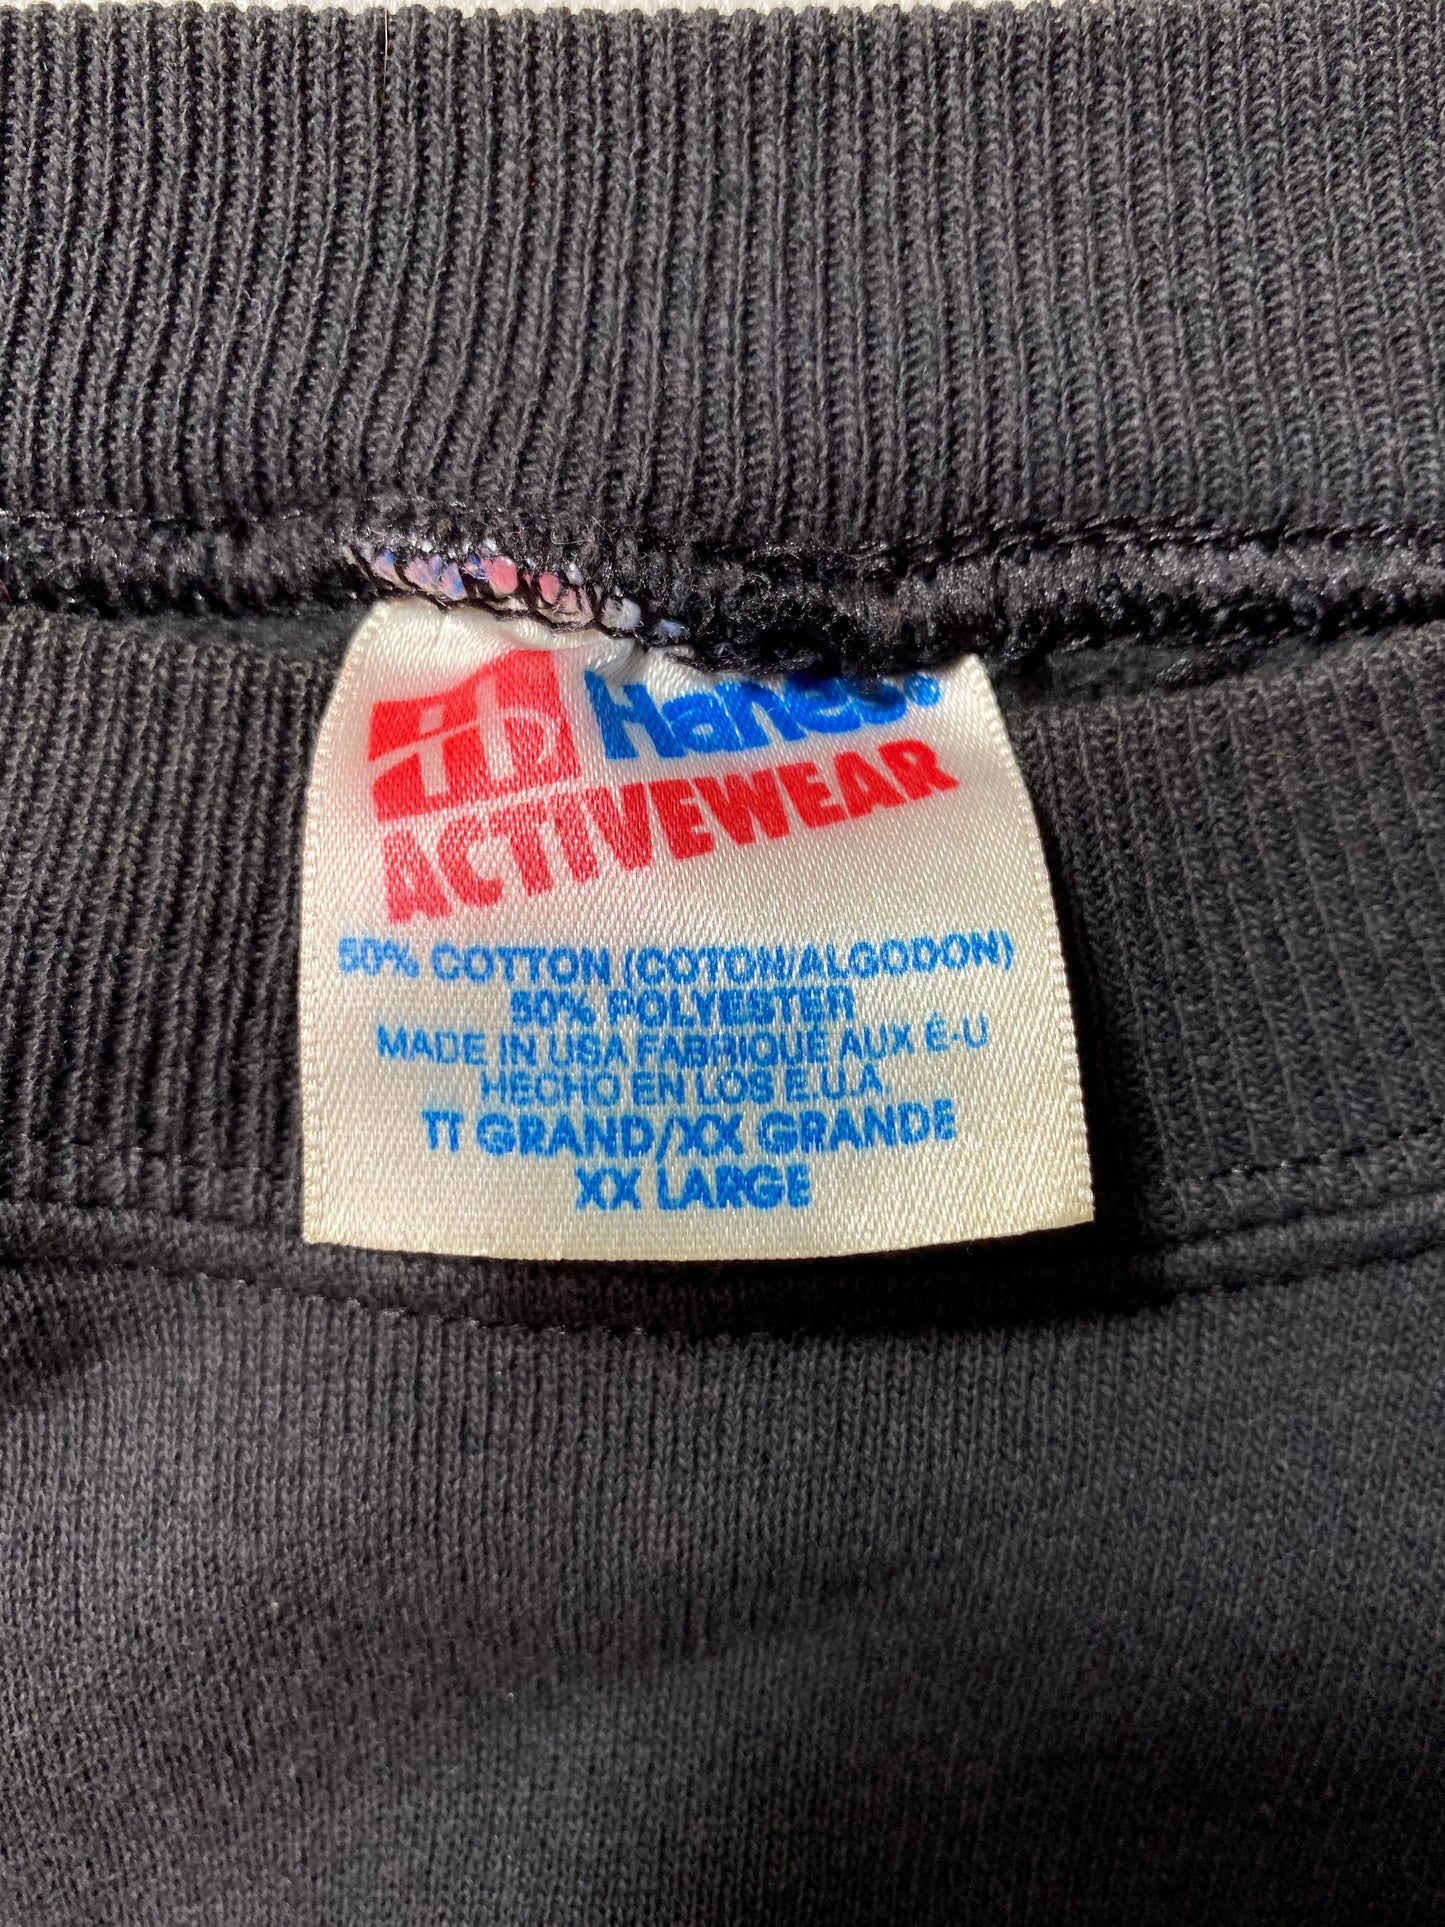 Hanes®
ACTIVEWEAR
50% COTTON (COTON/ALGODON)
50% POLYESTER
MADE IN USA FABRIQUE AUX É-U
HECHO EN LOS E.U.A
TT GRAND/XX GRANDE
XX LARGE